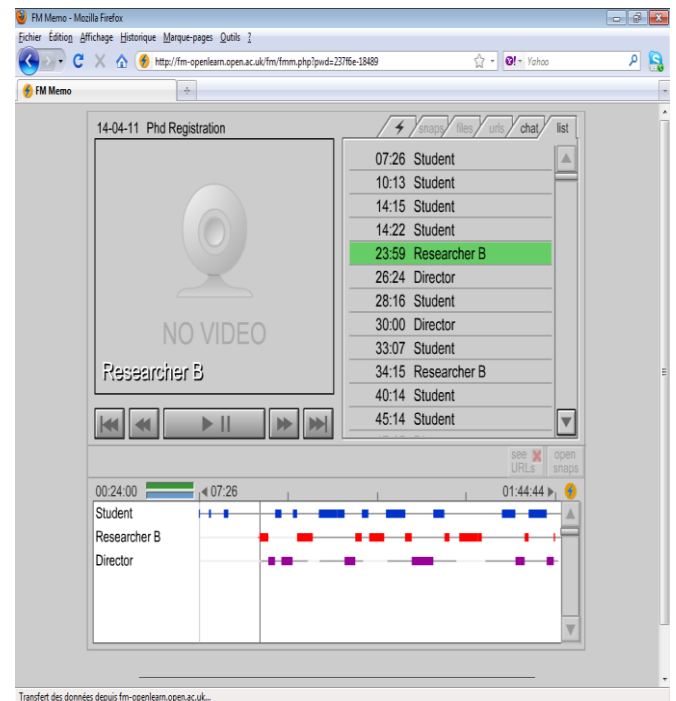 FM Memo - Mozilla Firefox
Fichier Édition Affichage Historique Marque-pages Outils ?
http://fm-openlearn.open.ac.uk/fm/fmm.php?pwd=237f6e-18489
Yahoo
FM Memo
14-04-11 Phd Registration
snaps files urls chat list
NO VIDEO
Researcher B
07:26 Student
10:13 Student
14:15 Student
14:22 Student
23:59 Researcher B
26:24 Director
28:16 Student
30:00 Director
33:07 Student
34:15 Researcher B
40:14 Student
45:14 Student
see URLs
open snaps
00:24:00 07:26 01:44:44
Student
Researcher B
Director
Transfert des données depuis fm-openlearn.open.ac.uk...